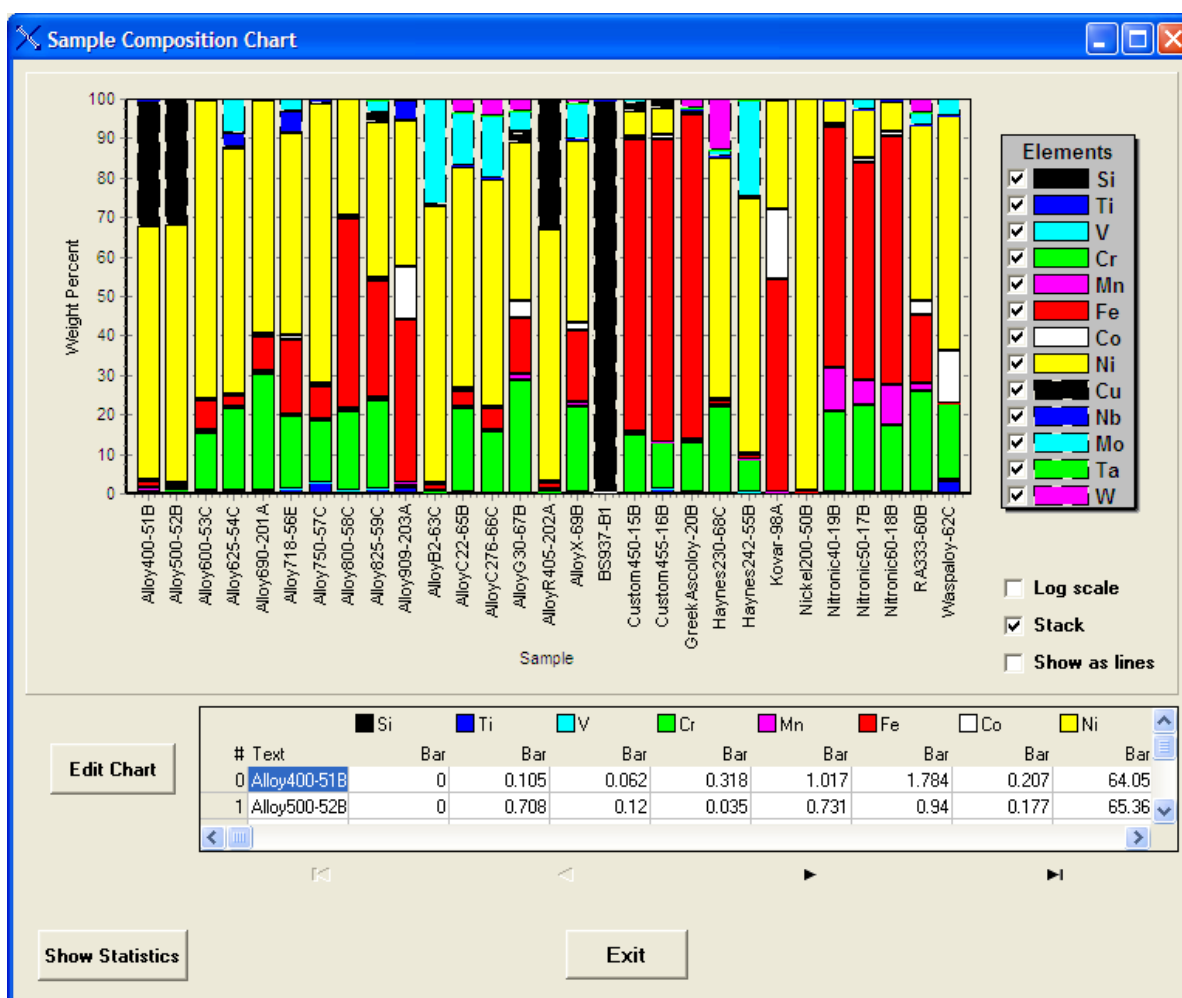 Sample Composition Chart
100
90
80
70
60
50
40
30
20
10
0
Weight Percent
Alloy400-51B
Alloy500-52B
Alloy600-53C
Alloy625-54C
Alloy690-201A
Alloy718-56E
Alloy750-57C
Alloy800-58C
Alloy825-59C
Alloy909-203A
AlloyB2-63C
AlloyC22-65B
AlloyC276-66C
AlloyG30-67B
AlloyR405-202A
AlloyX-69B
BS937-B1
Custom450-15B
Custom455-16B
GreekAscoloy-20B
Haynes230-68C
Haynes242-55B
Kovar-98A
Nickel200-50B
Nitronic40-19B
Nitronic50-17B
Nitronic60-18B
RA333-60B
Waspaloy-62C
Sample
Elements
Si
Ti
V
Cr
Mn
Fe
Co
Ni
Cu
Nb
Mo
Ta
W
Log scale
Stack
Show as lines
Edit Chart
Si Ti V Cr Mn Fe Co Ni
# Text Bar Bar Bar Bar Bar Bar Bar Bar
0 Alloy400-51B 0 0.105 0.062 0.318 1.017 1.784 0.207 64.05
1 Alloy500-52B 0 0.708 0.12 0.035 0.731 0.94 0.177 65.36
Show Statistics
Exit